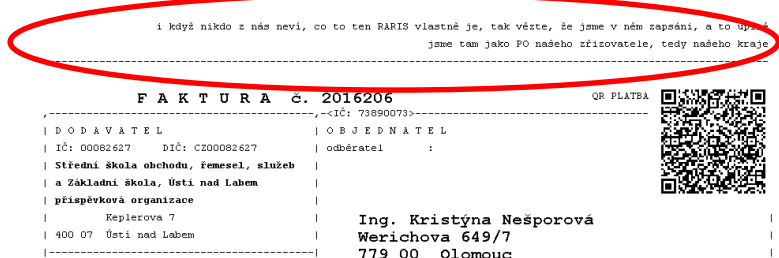 i když nikdo z nás neví, co to ten RARIS vlastně je, tak vězte, že jsme v něm zapsáni, a to úplně
jsme tam jako PO našeho zřizovatele, tedy našeho kraje
F A K T U R A č. 2016206
QR PLATBA
<IČ: 73890073>
D O D A V A T E L
O B J E D N A T E L
IČ: 00082627 DIČ: CZ00082627
odběratel :
Střední škola obchodu, řemesel, služeb
a Základní škola, Ústí nad Labem
příspěvková organizace
Keplerova 7
400 07 Ústí nad Labem
Ing. Kristýna Nešporová
Werichova 649/7
779 00 Olomouc